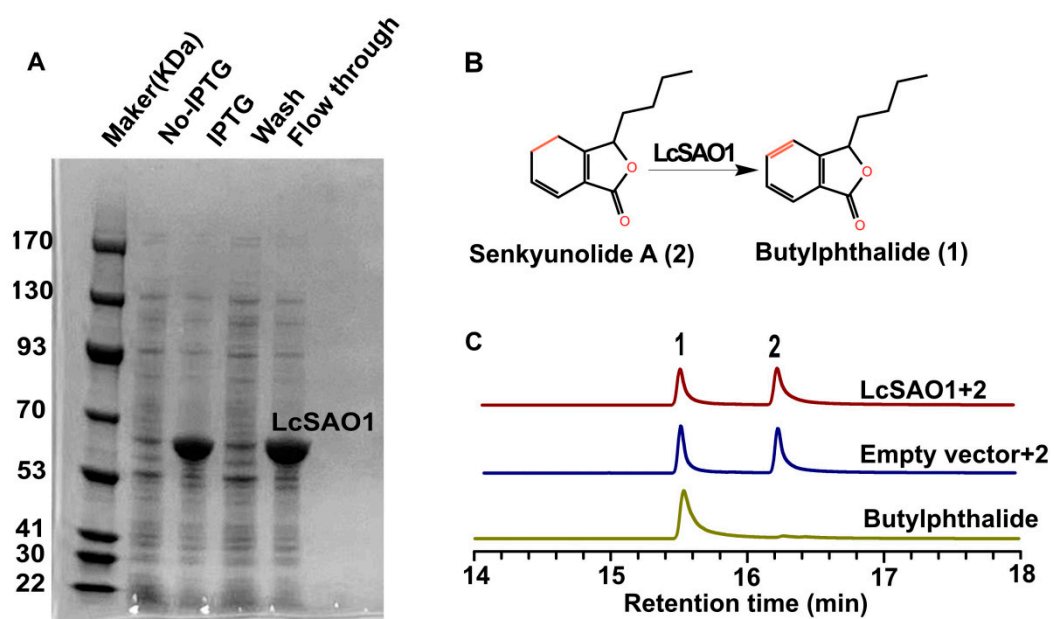 A
Maker(KDa)
No-IPTG
IPTG
Wash
Flow through
170
130
93
70
53
41
30
22
LcSAO1
B
LcSAO1
O
O
O
O
Senkyunolide A (2)
Butylphthalide (1)
C
1
2
LcSAO1+2
Empty vector+2
Butylphthalide
14
15
16
17
18
Retention time (min)